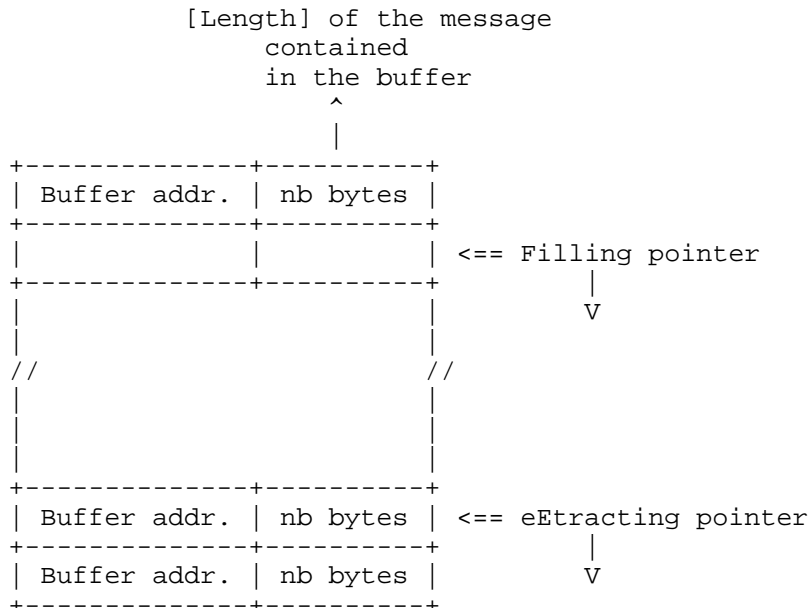 [Length] of the message
contained
in the buffer
^
|
+--------------+----------+
| Buffer addr. | nb bytes |
+--------------+----------+
| | | <== Filling pointer
+--------------+----------+ |
| | V
| |
// //
| |
| |
| |
+--------------+----------+
| Buffer addr. | nb bytes | <== eEtracting pointer
+--------------+----------+ |
| Buffer addr. | nb bytes | V
+--------------+----------+